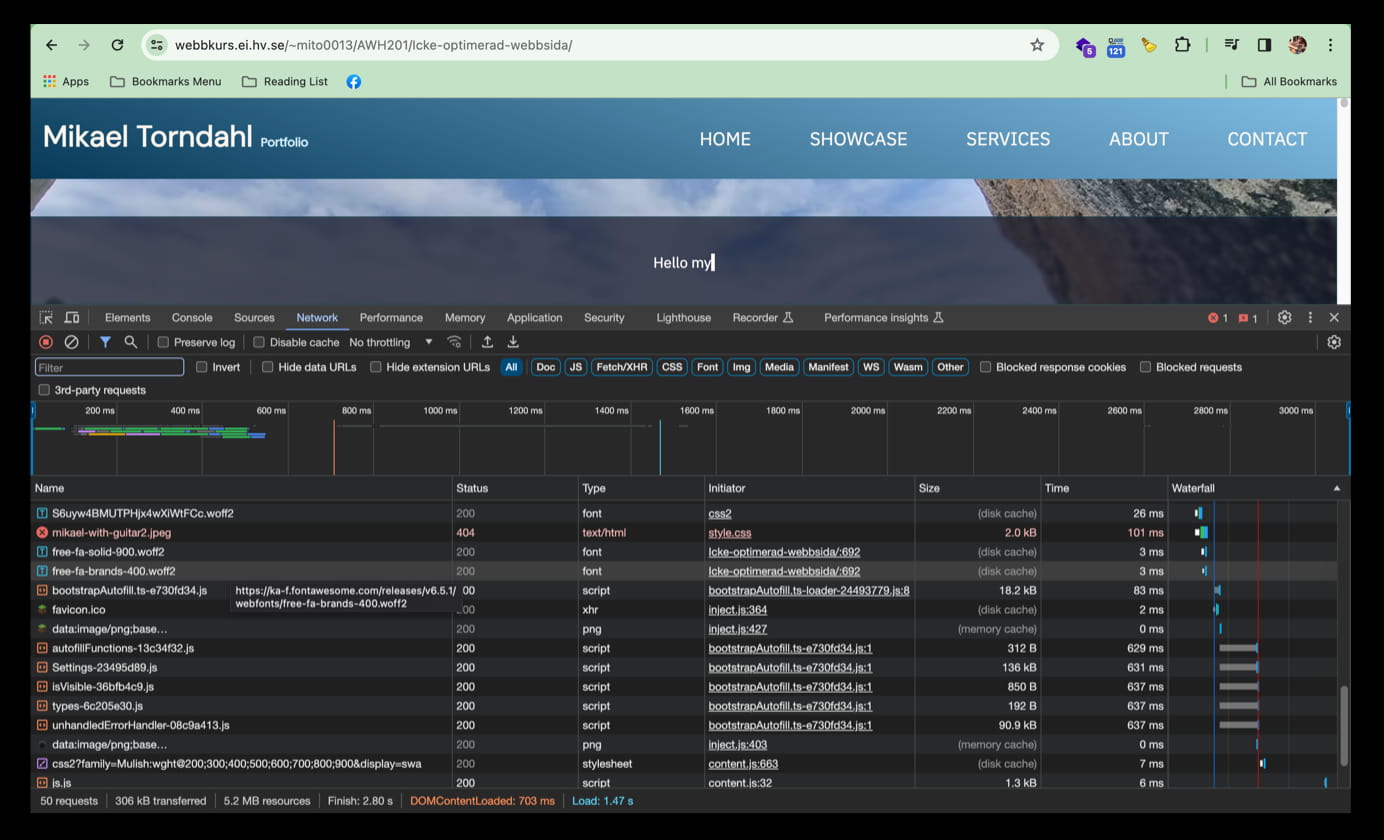 webbkurs.ei.hv.se/~mito0013/AWH201/Icke-optimerad-webbsida/
5
121
Apps Bookmarks Menu Reading List All Bookmarks
Mikael Torndahl Portfolio HOME SHOWCASE SERVICES ABOUT CONTACT
Hello my
Elements Console Sources Network Performance Memory Application Security Lighthouse Recorder Performance insights 1 1
Preserve log Disable cache No throttling
Filter Invert Hide data URLs Hide extension URLs All Doc JS Fetch/XHR CSS Font Img Media Manifest WS Wasm Other Blocked response cookies Blocked requests
3rd-party requests
200 ms 400 ms 600 ms 800 ms 1000 ms 1200 ms 1400 ms 1600 ms 1800 ms 2000 ms 2200 ms 2400 ms 2600 ms 2800 ms 3000 ms
Name Status Type Initiator Size Time Waterfall
S6uyw4BMUTPHjx4wXiWtFCc.woff2 200 font css2 (disk cache) 26 ms
mikael-with-guitar2.jpeg 404 text/html style.css 2.0 kB 101 ms
free-fa-solid-900.woff2 200 font Icke-optimerad-webbsida/:692 (disk cache) 3 ms
free-fa-brands-400.woff2 200 font Icke-optimerad-webbsida/:692 (disk cache) 3 ms
bootstrapAutofill.ts-e730fd34.js 00 script bootstrapAutofill.ts-loader-24493779.js:8 18.2 kB 83 ms
https://ka-f.fontawesome.com/releases/v6.5.1/
webfonts/free-fa-brands-400.woff2
favicon.ico 00 xhr inject.js:364 (disk cache) 2 ms
data:image/png;base... 200 png inject.js:427 (memory cache) 0 ms
autofillFunctions-13c34f32.js 200 script bootstrapAutofill.ts-e730fd34.js:1 312 B 629 ms
Settings-23495d89.js 200 script bootstrapAutofill.ts-e730fd34.js:1 136 kB 631 ms
isVisible-36bfb4c9.js 200 script bootstrapAutofill.ts-e730fd34.js:1 850 B 637 ms
types-6c205e30.js 200 script bootstrapAutofill.ts-e730fd34.js:1 192 B 637 ms
unhandledErrorHandler-08c9a413.js 200 script bootstrapAutofill.ts-e730fd34.js:1 90.9 kB 637 ms
data:image/png;base... 200 png inject.js:403 (memory cache) 0 ms
css2?family=Mulish:wght@200;300;400;500;600;700;800;900&display=swa 200 stylesheet content.js:663 (disk cache) 7 ms
js.js 200 script content.js:32 1.3 kB 6 ms
50 requests 306 kB transferred 5.2 MB resources Finish: 2.80 s DOMContentLoaded: 703 ms Load: 1.47 s